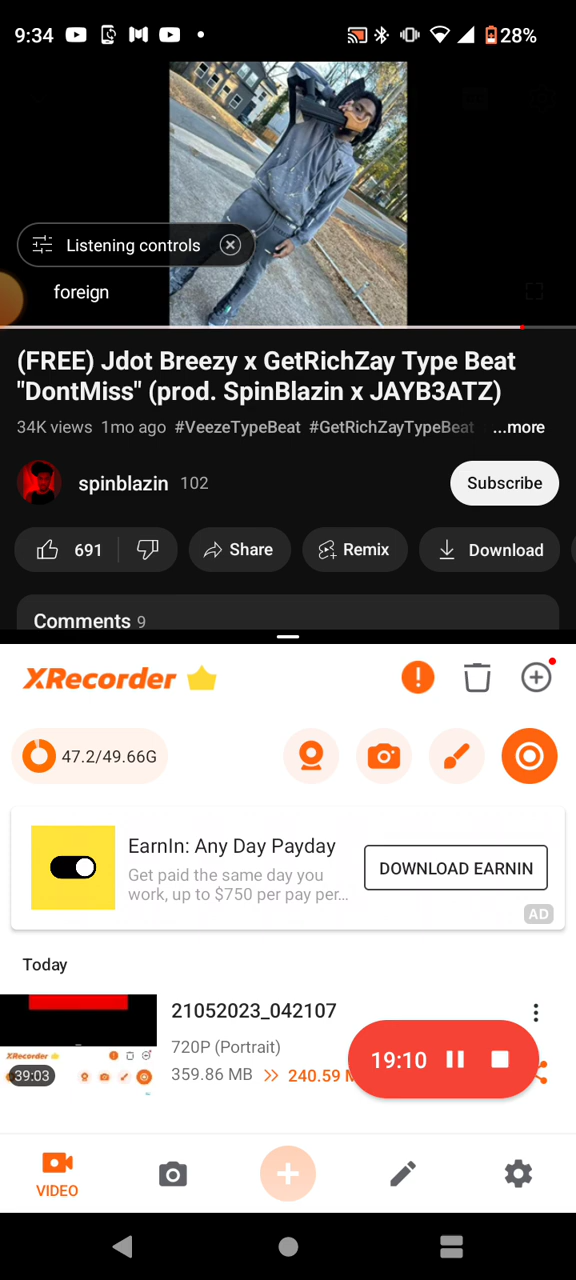 9:34
28%
Listening controls
foreign
(FREE) Jdot Breezy x GetRichZay Type Beat
"DontMiss" (prod. SpinBlazin x JAYB3ATZ)
34K views 1mo ago #VeezeTypeBeat #GetRichZayTypeBeat ...more
spinblazin 102
Subscribe
691
Share
Remix
Download
Comments 9
XRecorder
47.2/49.66G
EarnIn: Any Day Payday
Get paid the same day you
work, up to $750 per pay per...
DOWNLOAD EARNIN
AD
Today
21052023_042107
720P (Portrait)
359.86 MB >> 240.59
XRecorder
39:03
19:10
VIDEO